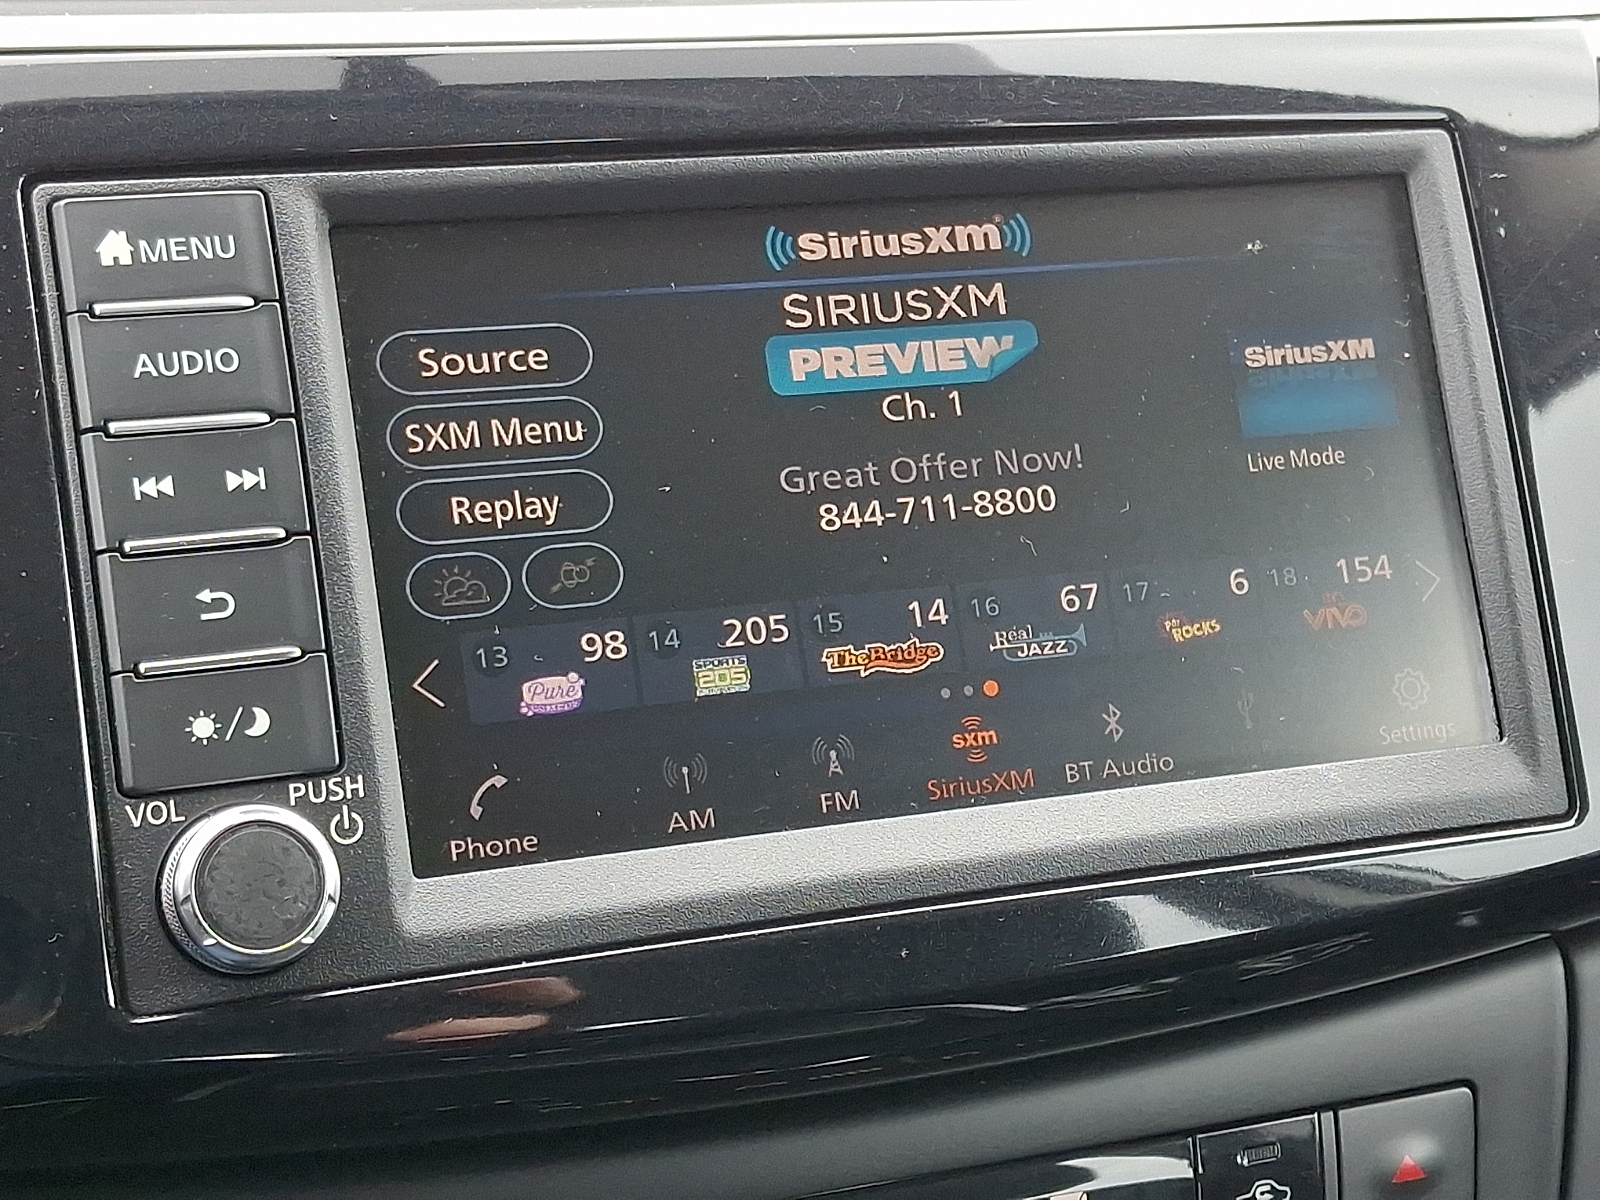 MENU
AUDIO
VOL
PUSH
SiriusXm
SIRIUSXM
PREVIEW
Ch. 1
Great Offer Now!
844-711-8800
Source
SXM Menu
Replay
SiriusXM
Live Mode
13 98
Pure
14 205
SPORTS
205
15 14
The Bridge
16 67
Real
JAZZ
17 6
POP
ROCKS
18 154
VIVO
Phone
AM
FM
sxm
SiriusXM
BT Audio
Settings